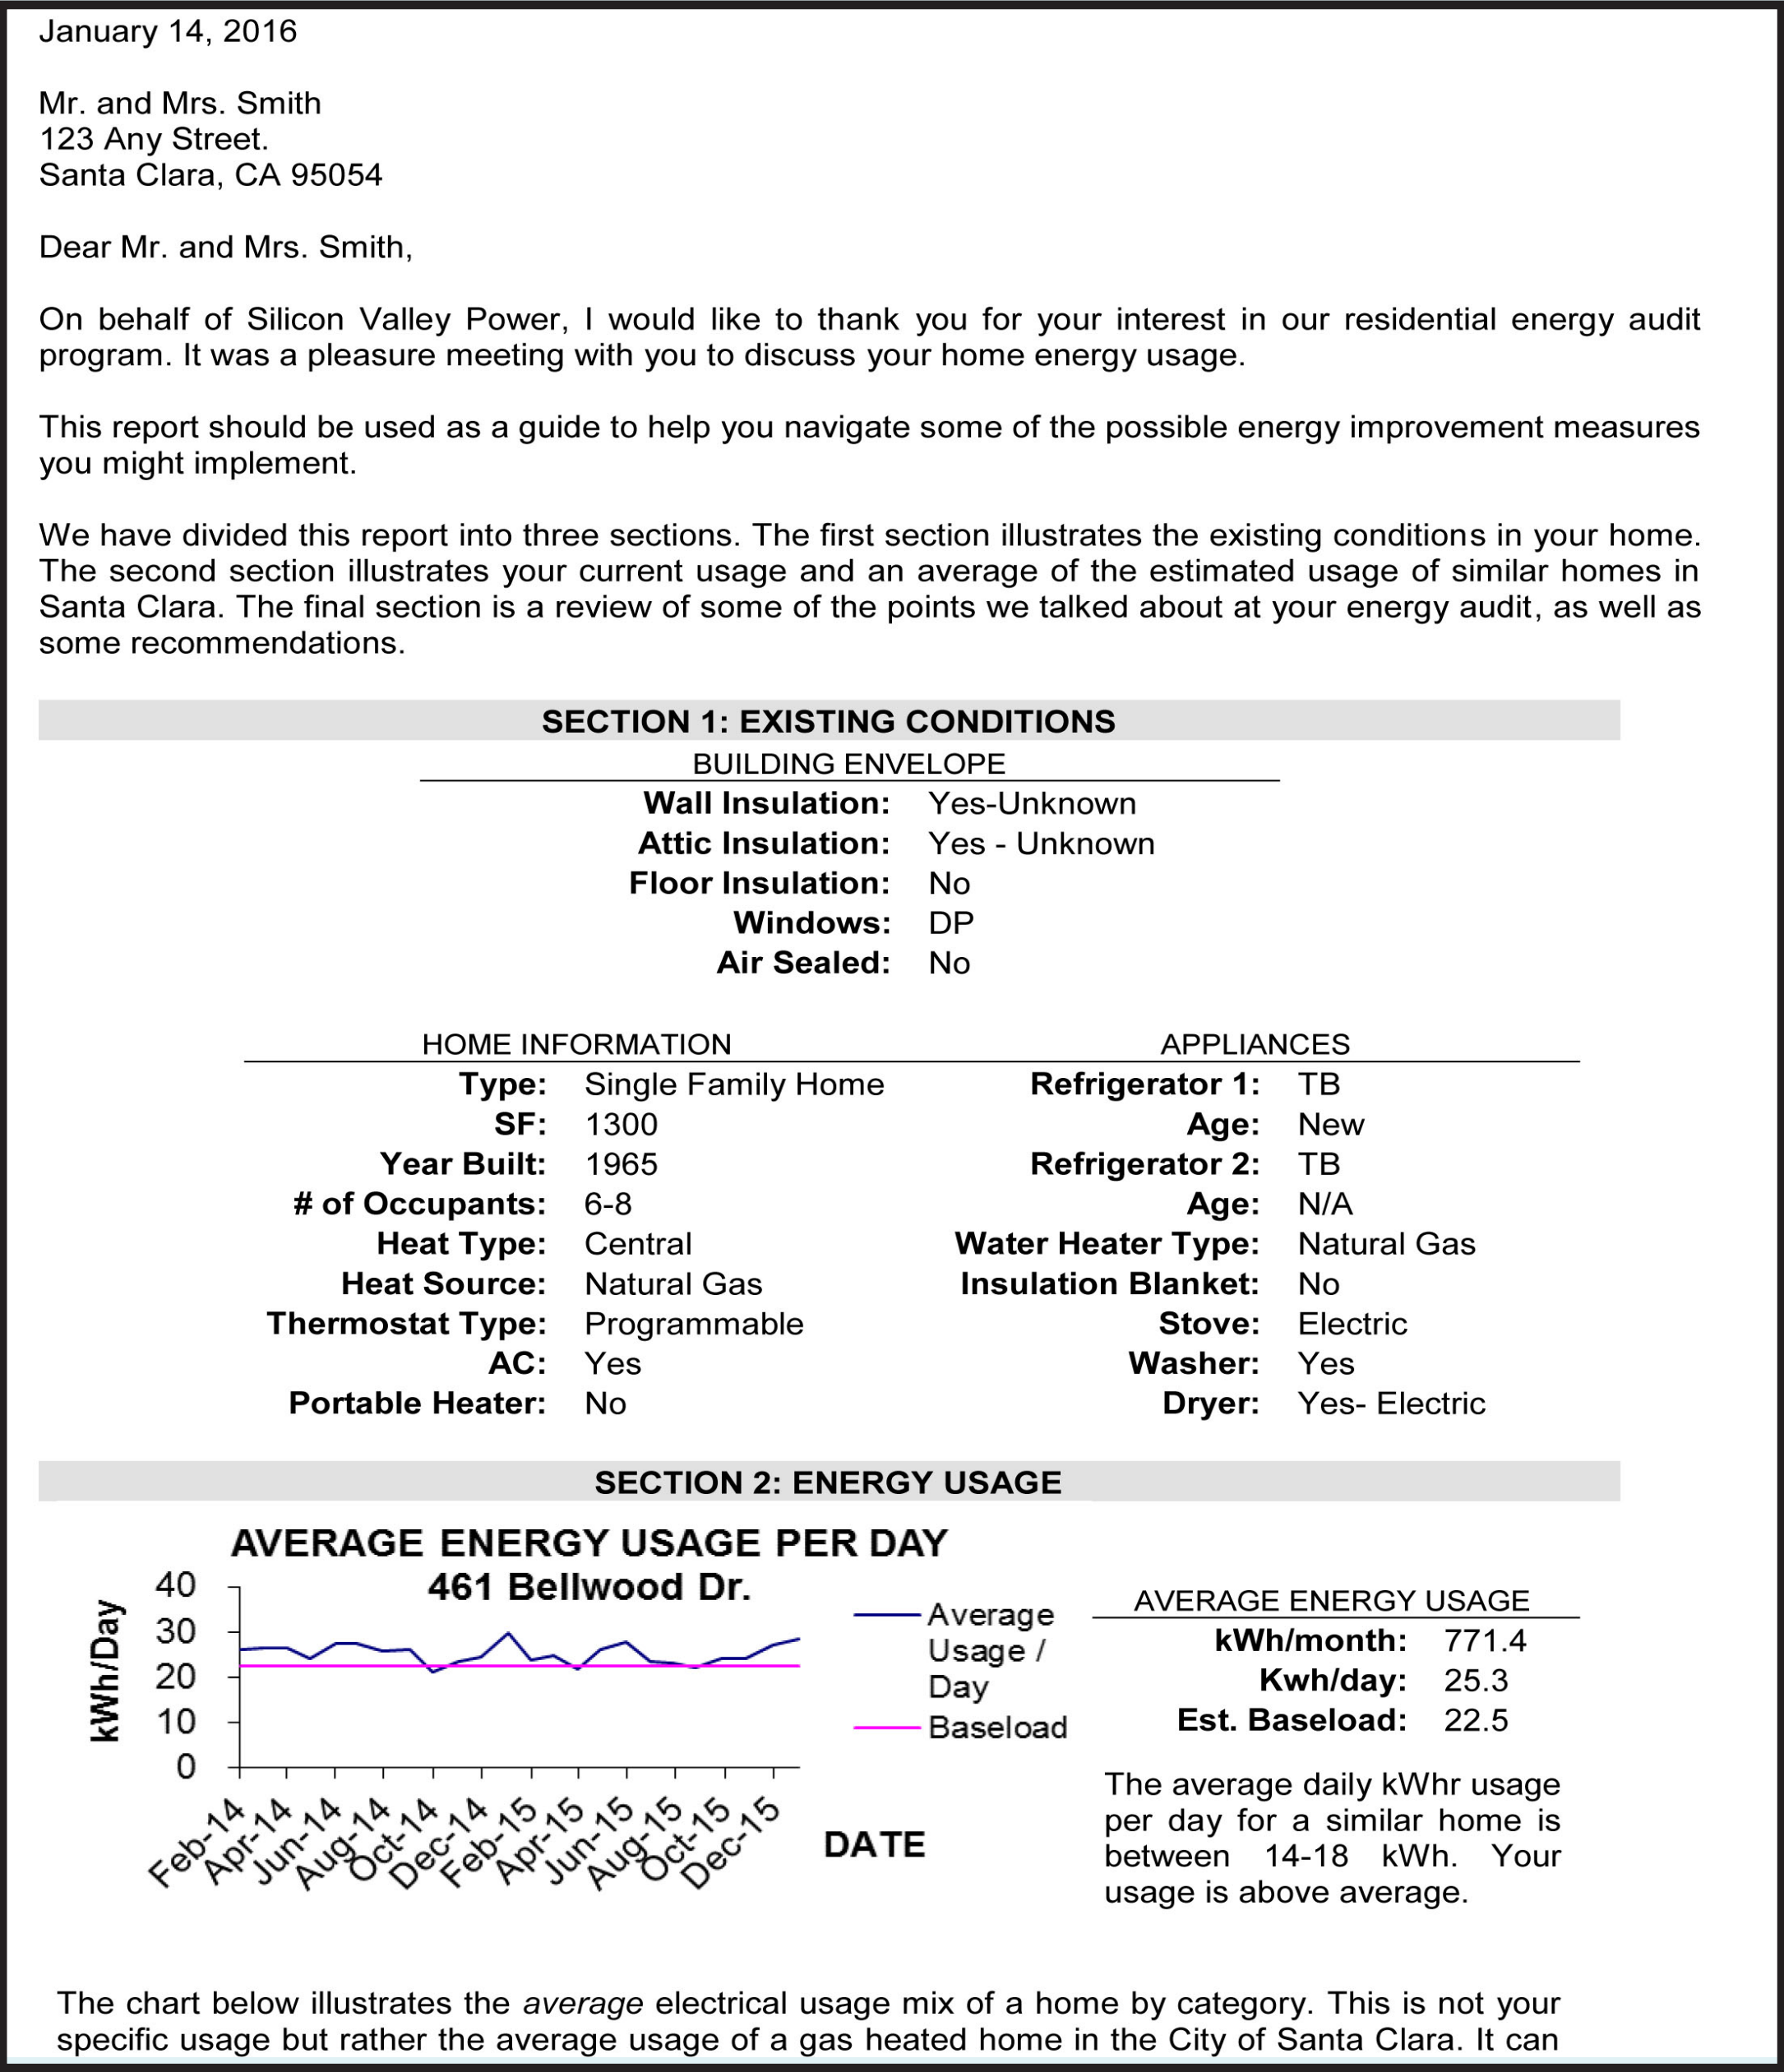 January 14, 2016
Mr. and Mrs. Smith
123 Any Street.
Santa Clara, CA 95054
Dear Mr. and Mrs. Smith,
On behalf of Silicon Valley Power, I would like to thank you for your interest in our residential energy audit
program. It was a pleasure meeting with you to discuss your home energy usage.
This report should be used as a guide to help you navigate some of the possible energy improvement measures
you might implement.
We have divided this report into three sections. The first section illustrates the existing conditions in your home.
The second section illustrates your current usage and an average of the estimated usage of similar homes in
Santa Clara. The final section is a review of some of the points we talked about at your energy audit, as well as
some recommendations.
SECTION 1: EXISTING CONDITIONS
BUILDING ENVELOPE
Wall Insulation: Yes-Unknown
Attic Insulation: Yes - Unknown
Floor Insulation: No
Windows: DP
Air Sealed: No
HOME INFORMATION
Type: Single Family Home
SF: 1300
Year Built: 1965
# of Occupants: 6-8
Heat Type: Central
Heat Source: Natural Gas
Thermostat Type: Programmable
AC: Yes
Portable Heater: No
APPLIANCES
Refrigerator 1: TB
Age: New
Refrigerator 2: TB
Age: N/A
Water Heater Type: Natural Gas
Insulation Blanket: No
Stove: Electric
Washer: Yes
Dryer: Yes- Electric
SECTION 2: ENERGY USAGE
AVERAGE ENERGY USAGE PER DAY
461 Bellwood Dr.
kWh/Day
40
30
20
10
0
Feb-14
Apr-14
Jun-14
Aug-14
Oct-14
Dec-14
Feb-15
Apr-15
Jun-15
Aug-15
Oct-15
Dec-15
DATE
Average
Usage /
Day
Baseload
AVERAGE ENERGY USAGE
kWh/month: 771.4
Kwh/day: 25.3
Est. Baseload: 22.5
The average daily kWhr usage
per day for a similar home is
between 14-18 kWh. Your
usage is above average.
The chart below illustrates the average electrical usage mix of a home by category. This is not your
specific usage but rather the average usage of a gas heated home in the City of Santa Clara. It can